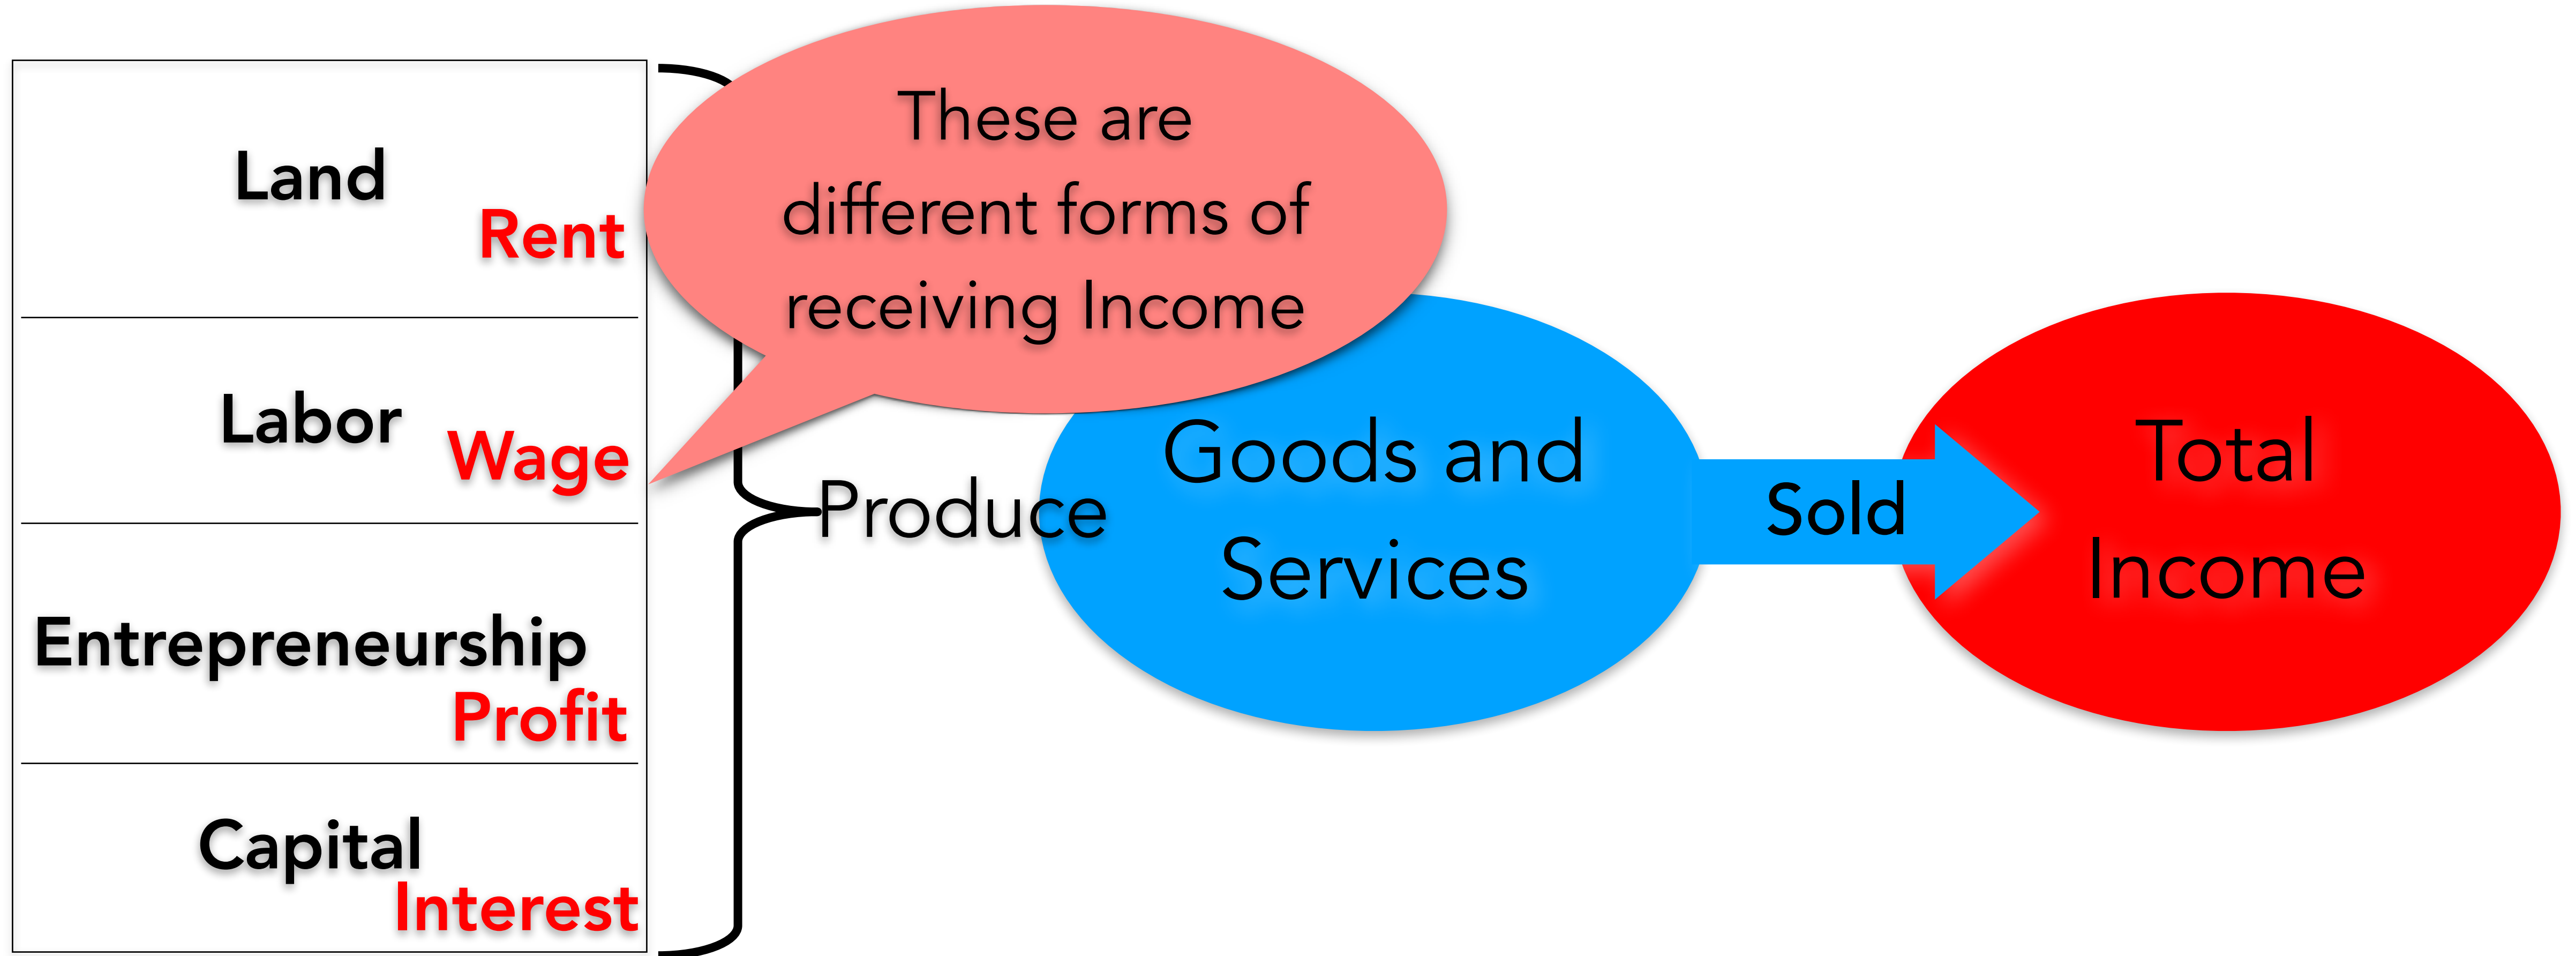 Land
Rent
Labor
Wage
Entrepreneurship
Profit
Capital
Interest
These are
different forms of
receiving Income
Produce
Goods and
Services
Sold
Total
Income